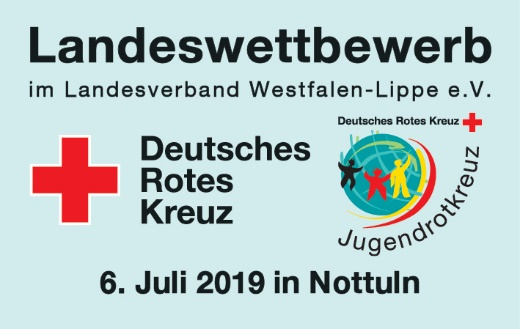 Landeswettbewerb
im Landesverband Westfalen-Lippe e.V.
Deutsches
Rotes
Kreuz
Deutsches Rotes Kreuz
Jugendrotkreuz
6. Juli 2019 in Nottuln